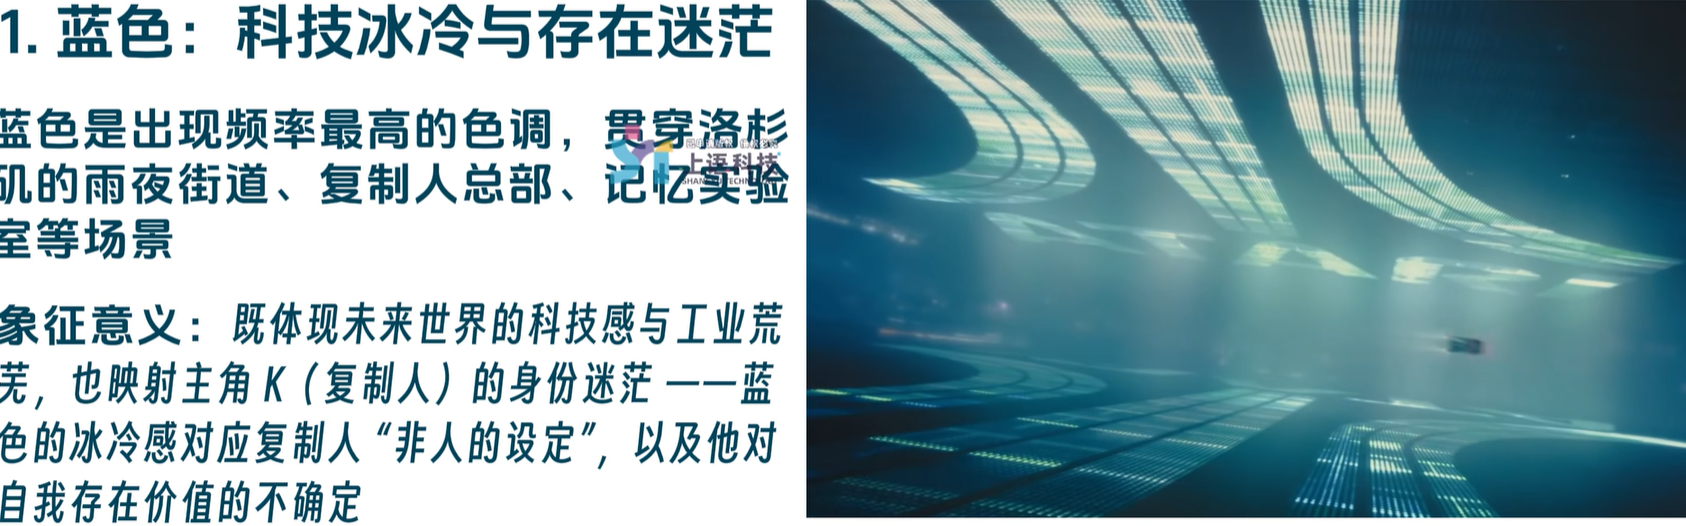 1. 蓝色：科技冰冷与存在迷茫
蓝色是出现频率最高的色调，贯穿洛杉
矶的雨夜街道、复制人总部、记忆实验
室等场景
象征意义：既体现未来世界的科技感与工业荒
芜，也映射主角 K（复制人）的身份迷茫 ——蓝
色的冰冷感对应复制人“非人的设定”，以及他对
自我存在价值的不确定
上语科技